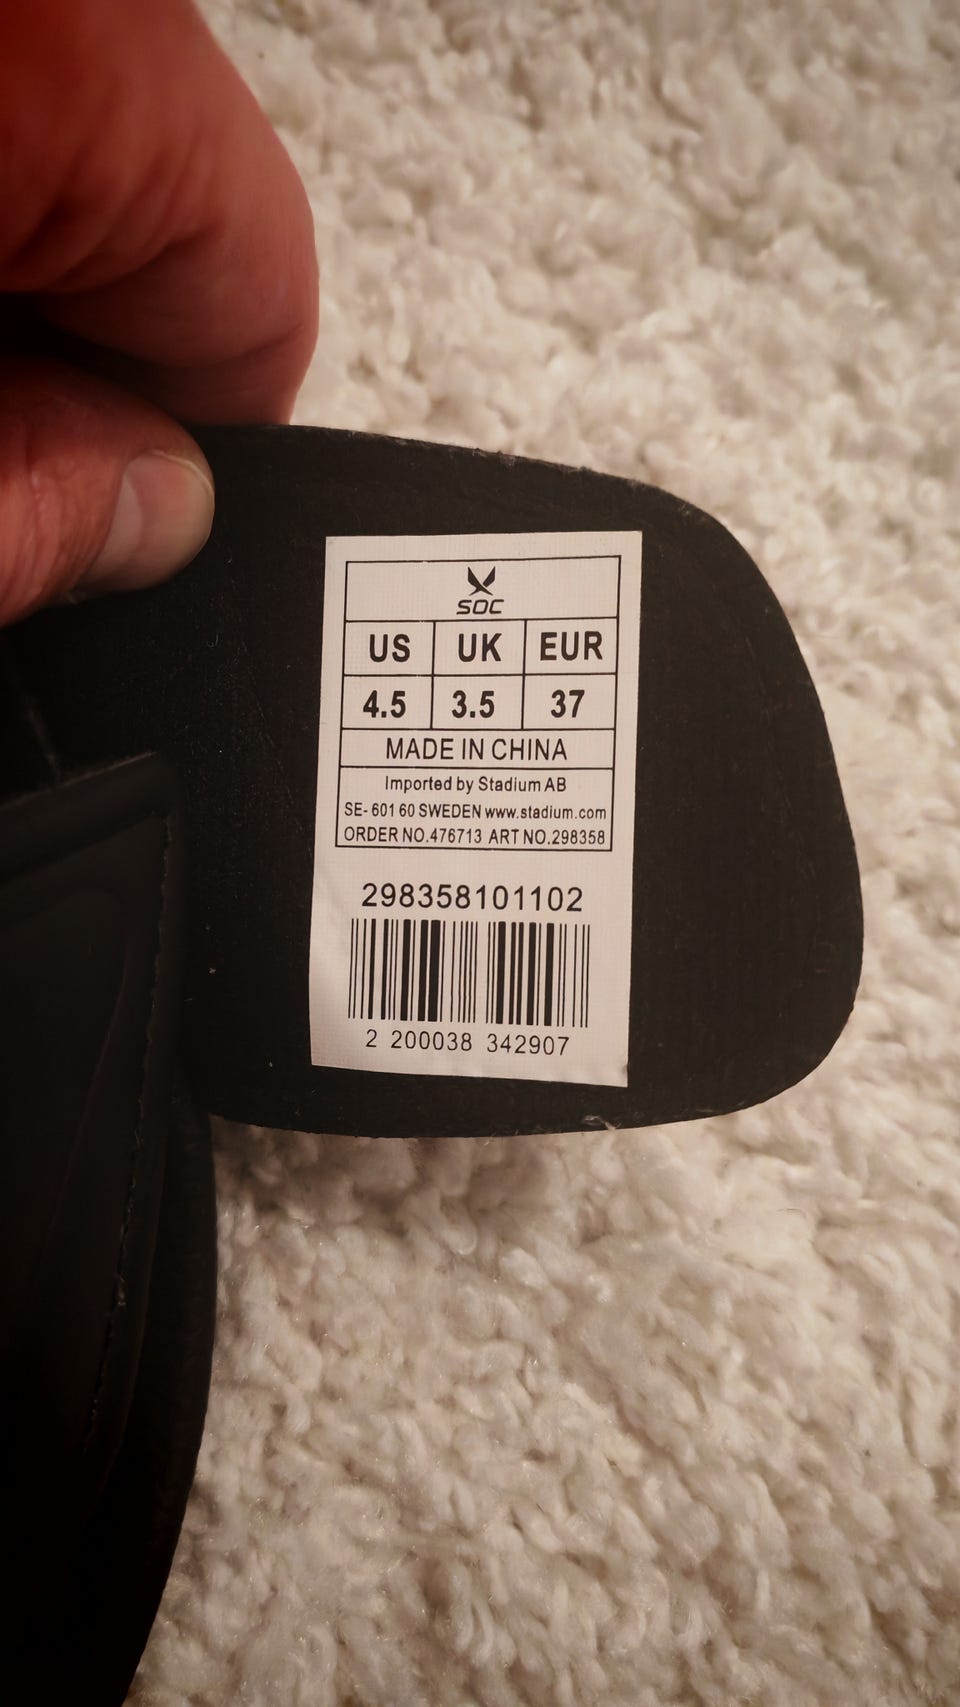 SOC
US UK EUR
4.5 3.5 37
MADE IN CHINA
Imported by Stadium AB
SE- 601 60 SWEDEN www.stadium.com
ORDER NO.476713 ART NO.298358
298358101102
2 200038 342907